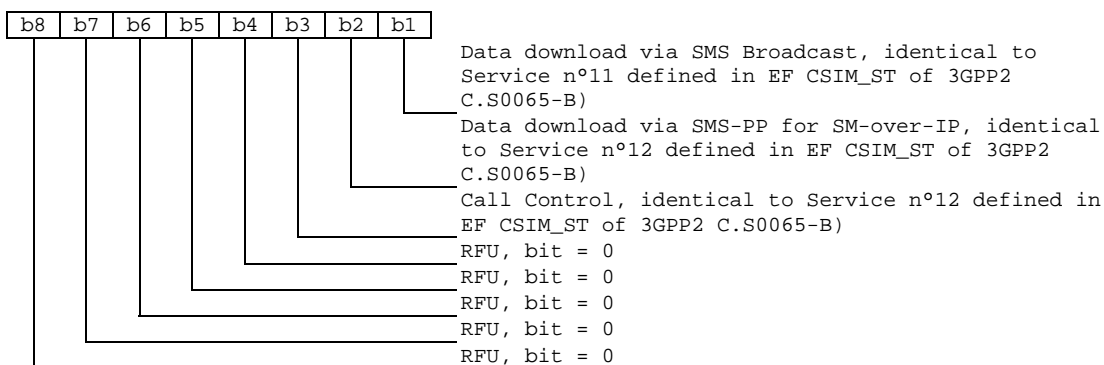 b8 b7 b6 b5 b4 b3 b2 b1
Data download via SMS Broadcast, identical to
Service nº11 defined in EF CSIM_ST of 3GPP2
C.S0065-B)
Data download via SMS-PP for SM-over-IP, identical
to Service nº12 defined in EF CSIM_ST of 3GPP2
C.S0065-B)
Call Control, identical to Service nº12 defined in
EF CSIM_ST of 3GPP2 C.S0065-B)
RFU, bit = 0
RFU, bit = 0
RFU, bit = 0
RFU, bit = 0
RFU, bit = 0